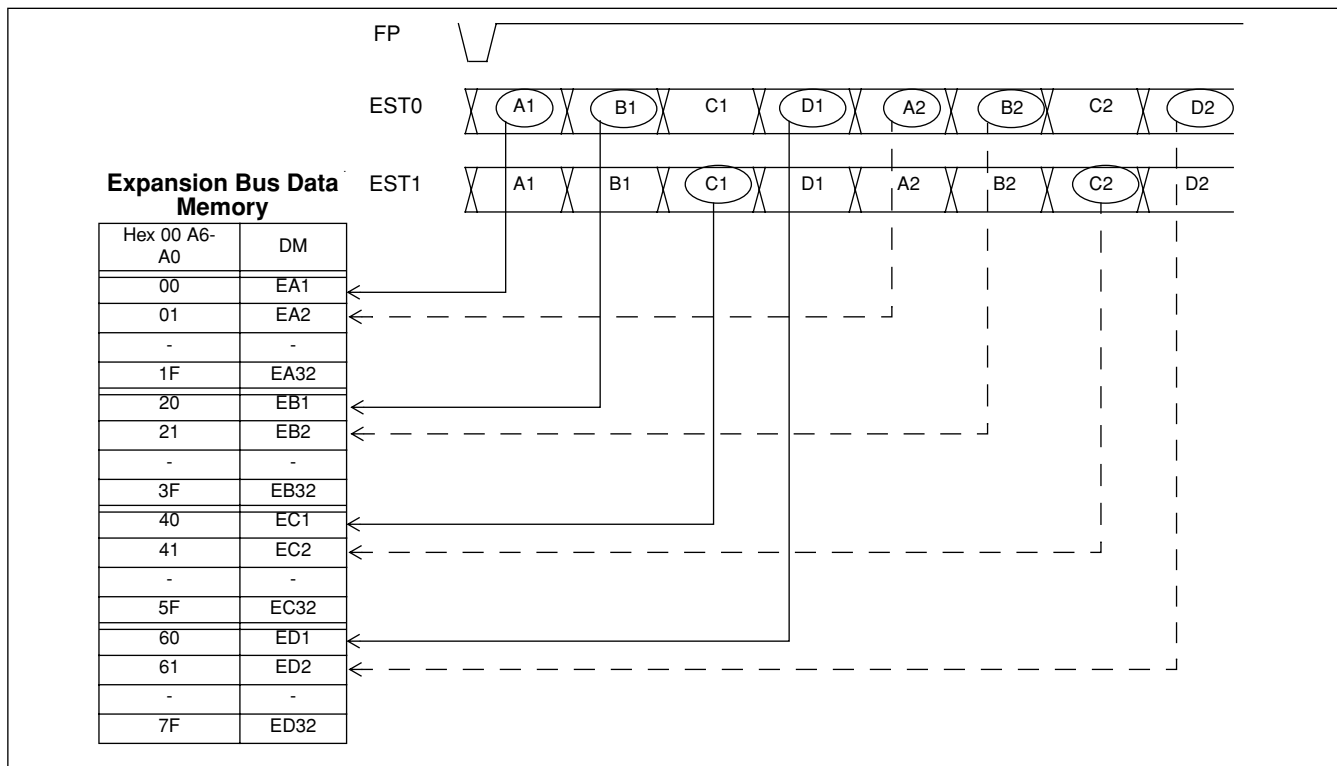 FP
EST0 A1 B1 C1 D1 A2 B2 C2 D2
EST1 A1 B1 C1 D1 A2 B2 C2 D2
Expansion Bus Data
Memory
Hex 00 A6-
A0 DM
00 EA1
01 EA2
- -
1F EA32
20 EB1
21 EB2
- -
3F EB32
40 EC1
41 EC2
- -
5F EC32
60 ED1
61 ED2
- -
7F ED32